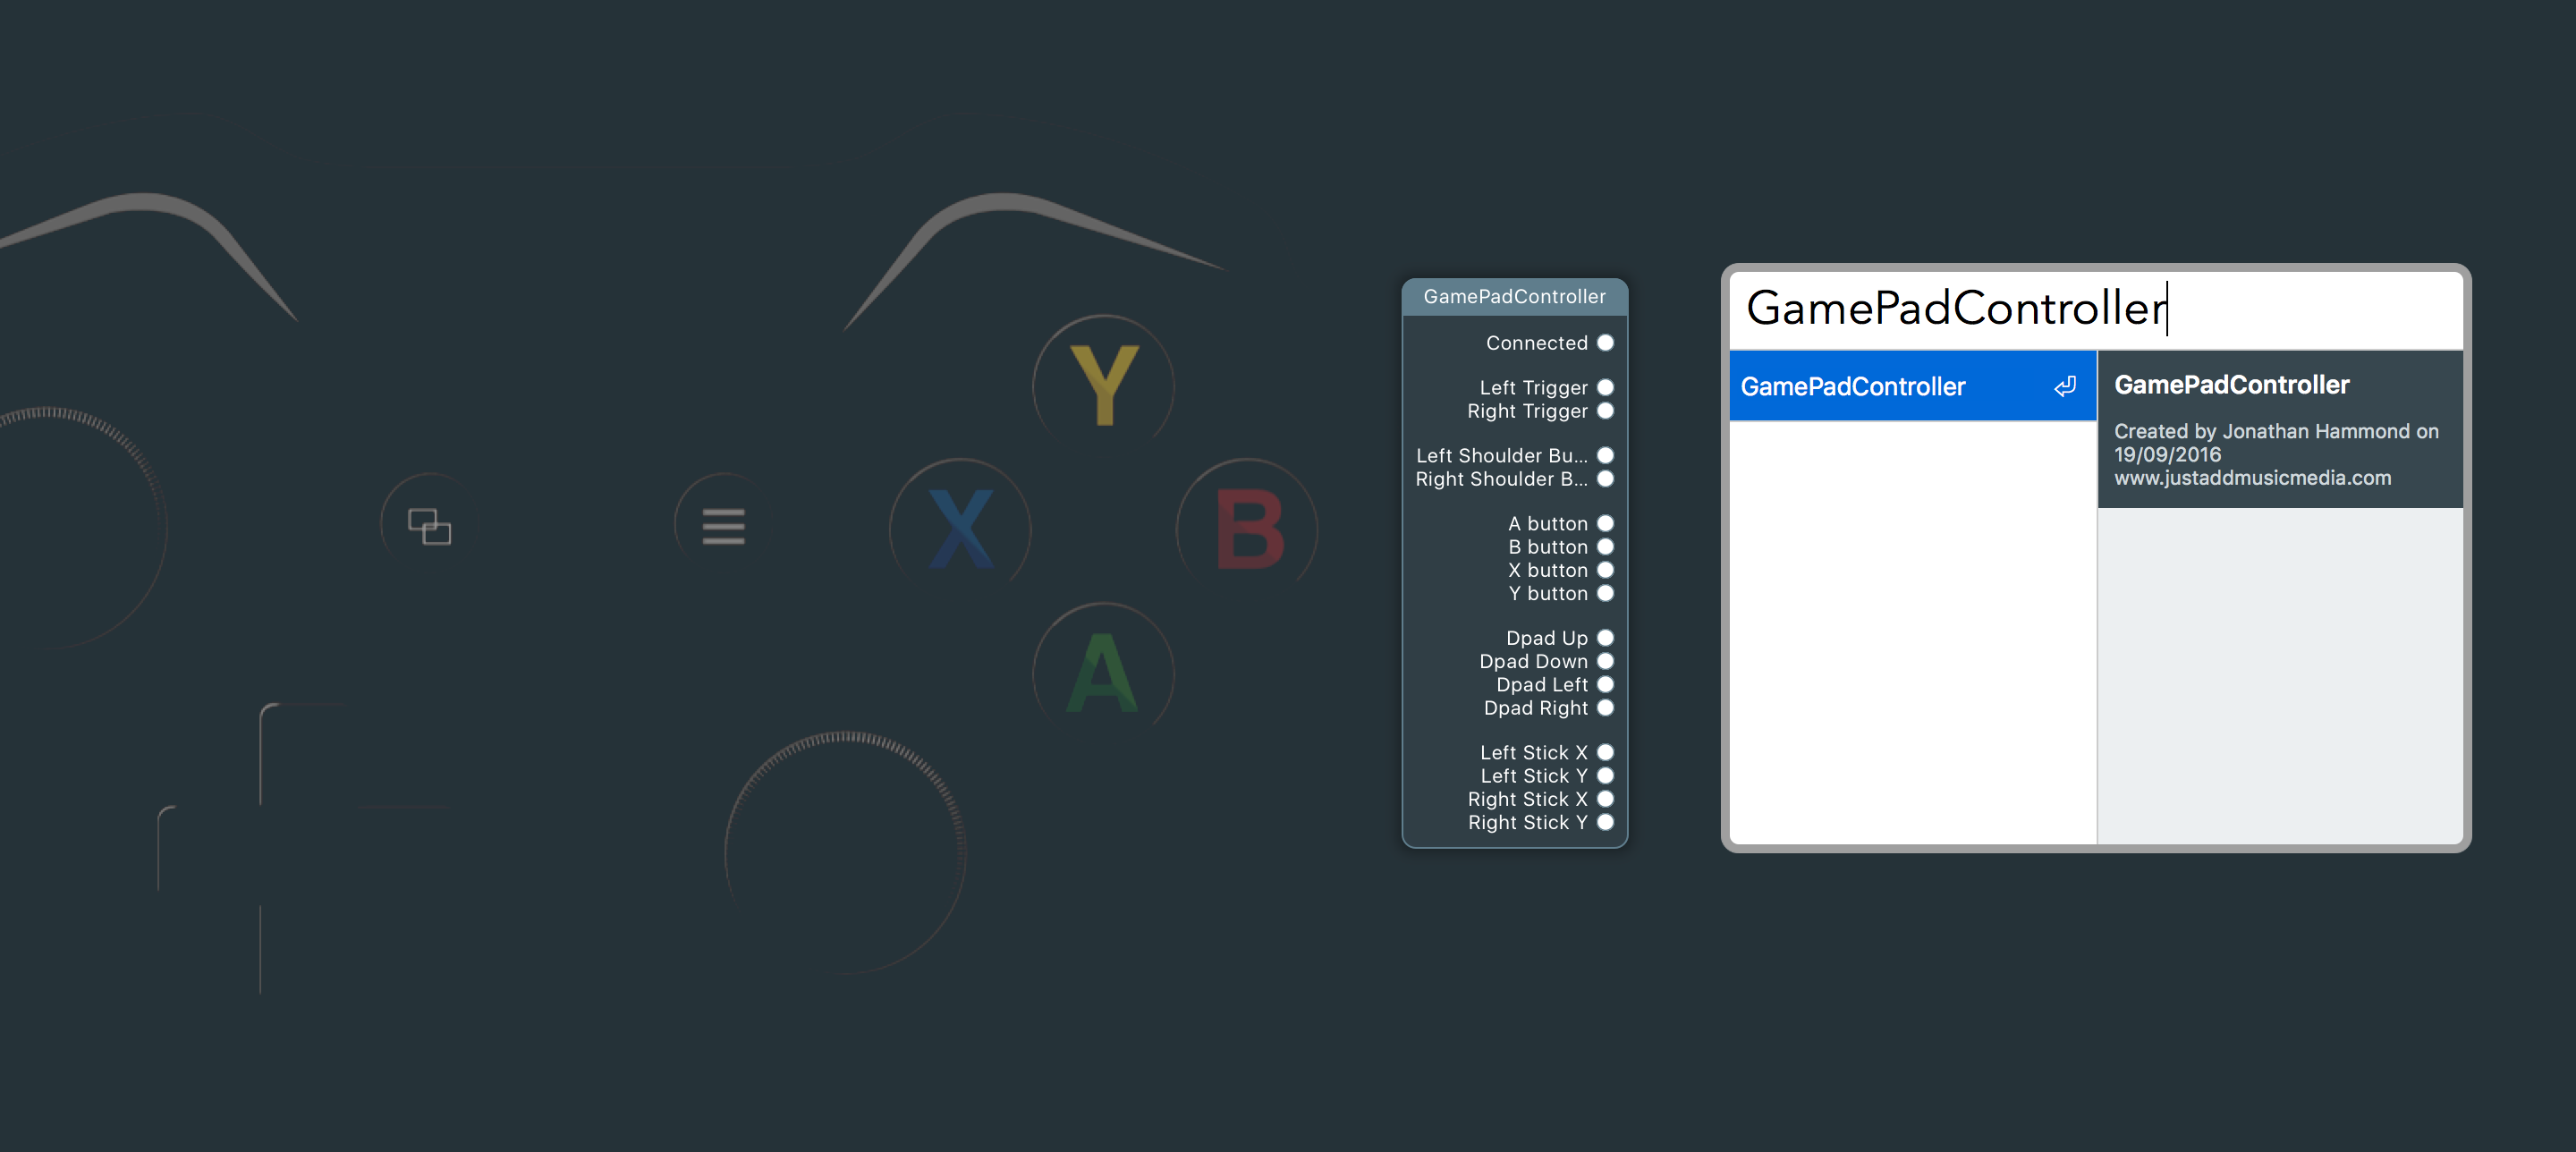 Y
X
B
A
GamePadController
Connected
Left Trigger
Right Trigger
Left Shoulder Bu...
Right Shoulder B...
A button
B button
X button
Y button
Dpad Up
Dpad Down
Dpad Left
Dpad Right
Left Stick X
Left Stick Y
Right Stick X
Right Stick Y
GamePadController
GamePadController
GamePadController
Created by Jonathan Hammond on
19/09/2016
www.justaddmusicmedia.com